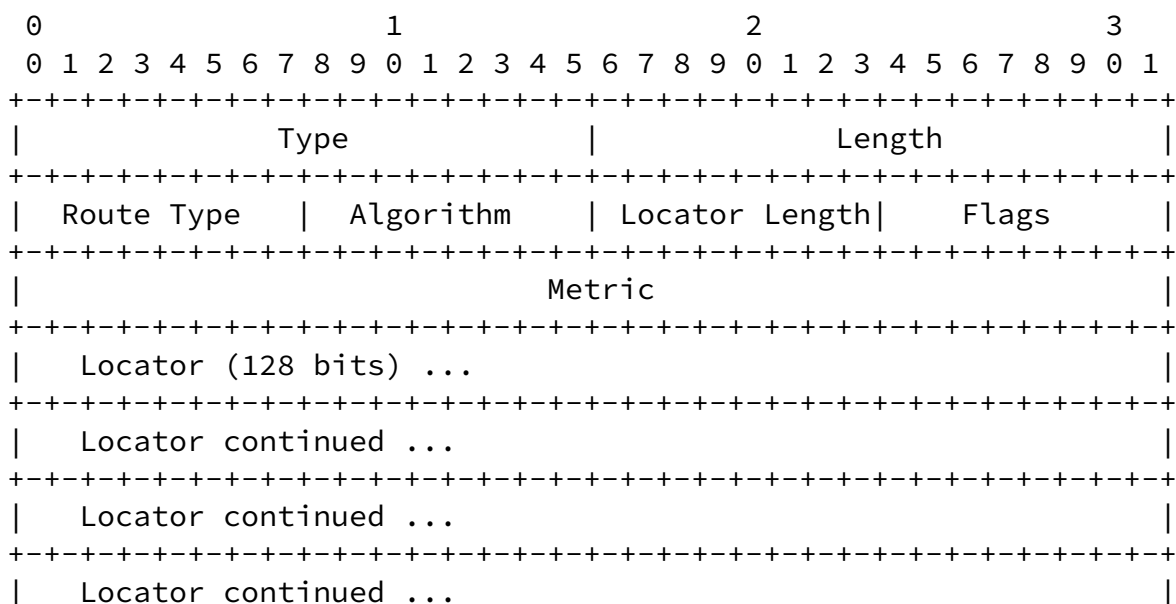 0                   1                   2                   3
 0 1 2 3 4 5 6 7 8 9 0 1 2 3 4 5 6 7 8 9 0 1 2 3 4 5 6 7 8 9 0 1
+-+-+-+-+-+-+-+-+-+-+-+-+-+-+-+-+-+-+-+-+-+-+-+-+-+-+-+-+-+-+-+-+
|              Type             |             Length            |
+-+-+-+-+-+-+-+-+-+-+-+-+-+-+-+-+-+-+-+-+-+-+-+-+-+-+-+-+-+-+-+-+
|  Route Type   |  Algorithm    | Locator Length|    Flags      |
+-+-+-+-+-+-+-+-+-+-+-+-+-+-+-+-+-+-+-+-+-+-+-+-+-+-+-+-+-+-+-+-+
|                             Metric                            |
+-+-+-+-+-+-+-+-+-+-+-+-+-+-+-+-+-+-+-+-+-+-+-+-+-+-+-+-+-+-+-+-+
|   Locator (128 bits) ...                                      |
+-+-+-+-+-+-+-+-+-+-+-+-+-+-+-+-+-+-+-+-+-+-+-+-+-+-+-+-+-+-+-+-+
|   Locator continued ...                                       |
+-+-+-+-+-+-+-+-+-+-+-+-+-+-+-+-+-+-+-+-+-+-+-+-+-+-+-+-+-+-+-+-+
|   Locator continued ...                                       |
+-+-+-+-+-+-+-+-+-+-+-+-+-+-+-+-+-+-+-+-+-+-+-+-+-+-+-+-+-+-+-+-+
|   Locator continued ...                                       |